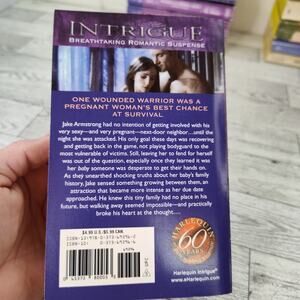 INTRIGUE
BREATHTAKING ROMANTIC SUSPENSE
ONE WOUNDED WARRIOR WAS A
PREGNANT WOMAN'S BEST CHANCE
AT SURVIVAL
Jake Armstrong had no intention of getting involved with his
very sexy—and very pregnant—next-door neighbor....until the
night she was attacked. His only goal these days was recovering
and getting back in the game, not playing bodyguard to the
most vulnerable of victims. Still, leaving her to fend for herself
was out of the question, especially once they learned it was
her baby someone was desperate to get their hands on. As
they unearthed shocking truths about her baby's family
history, Jake sensed something growing between them, an
attraction that became more intense as her due date
approached. He knew this tiny family had no place in his
future, but walking away seemed impossible—and practically
broke his heart at the thought....
$4.99 U.S./$5.99 CAN.
HARLEQUIN
60
YEARS
eHarlequin Intrigue
www.eHarlequin.com